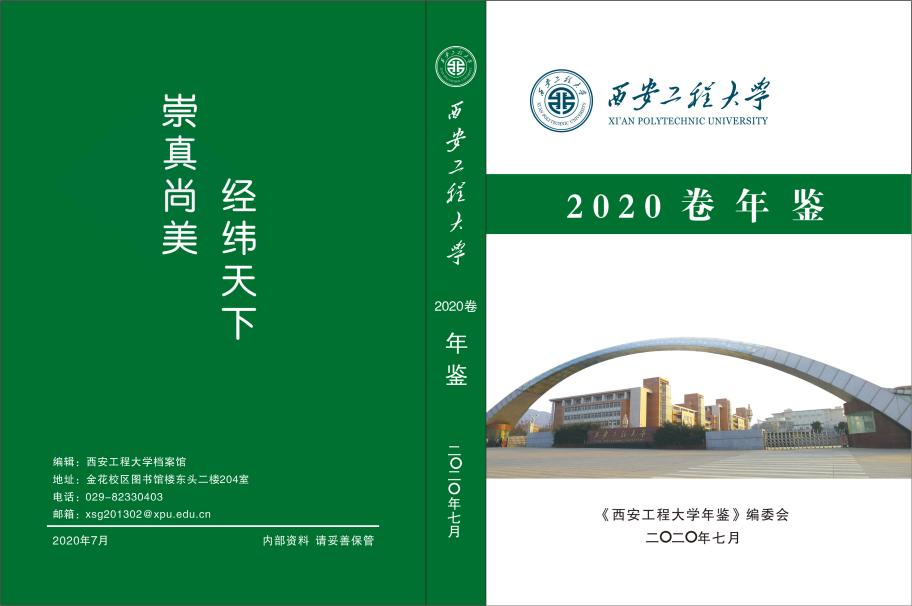 崇真尚美
经纬天下
编辑：西安工程大学档案馆
地址：金花校区图书馆楼东头二楼204室
电话：029-82330403
邮箱：xsg201302@xpu.edu.cn
2020年7月
内部资料 请妥善保管
西安工程大学
2020卷
年鉴
二〇二〇年七月
西安工程大学
XI'AN POLYTECHNIC UNIVERSITY
2020 卷年鉴
《西安工程大学年鉴》编委会
二〇二〇年七月